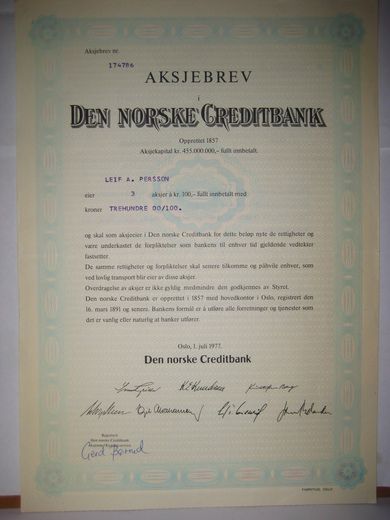 Aksjebrev nr.
174786
AKSJEBREV
i
DEN NORSKE CREDITBANK
Opprettet 1857
Aksjekapital kr. 455.000.000,- fullt innbetalt.
LEIF A. PERSSON
eier 3 aksjer à kr. 100,- fullt innbetalt med
kroner TREHUNDRE 00/100.
og skal som aksjeeier i Den norske Creditbank for dette beløp nyte de rettigheter og
være underkastet de forpliktelser som bankens til enhver tid gjeldende vedtekter
fastsetter.
De samme rettigheter og forpliktelser skal senere tilkomme og påhvile enhver, som
ved lovlig transport blir eier av disse aksjer.
Overdragelse av aksjer er ikke gyldig medmindre den godkjennes av Styret.
Den norske Creditbank er opprettet i 1857 med hovedkontor i Oslo, registrert den
16. mars 1891 og senere. Bankens formål er å utføre alle forretninger og tjenester som
det er vanlig eller naturlig at banker utfører.
Oslo, 1. juli 1977.
Den norske Creditbank
Registrert
Den norske Creditbank
Gerd